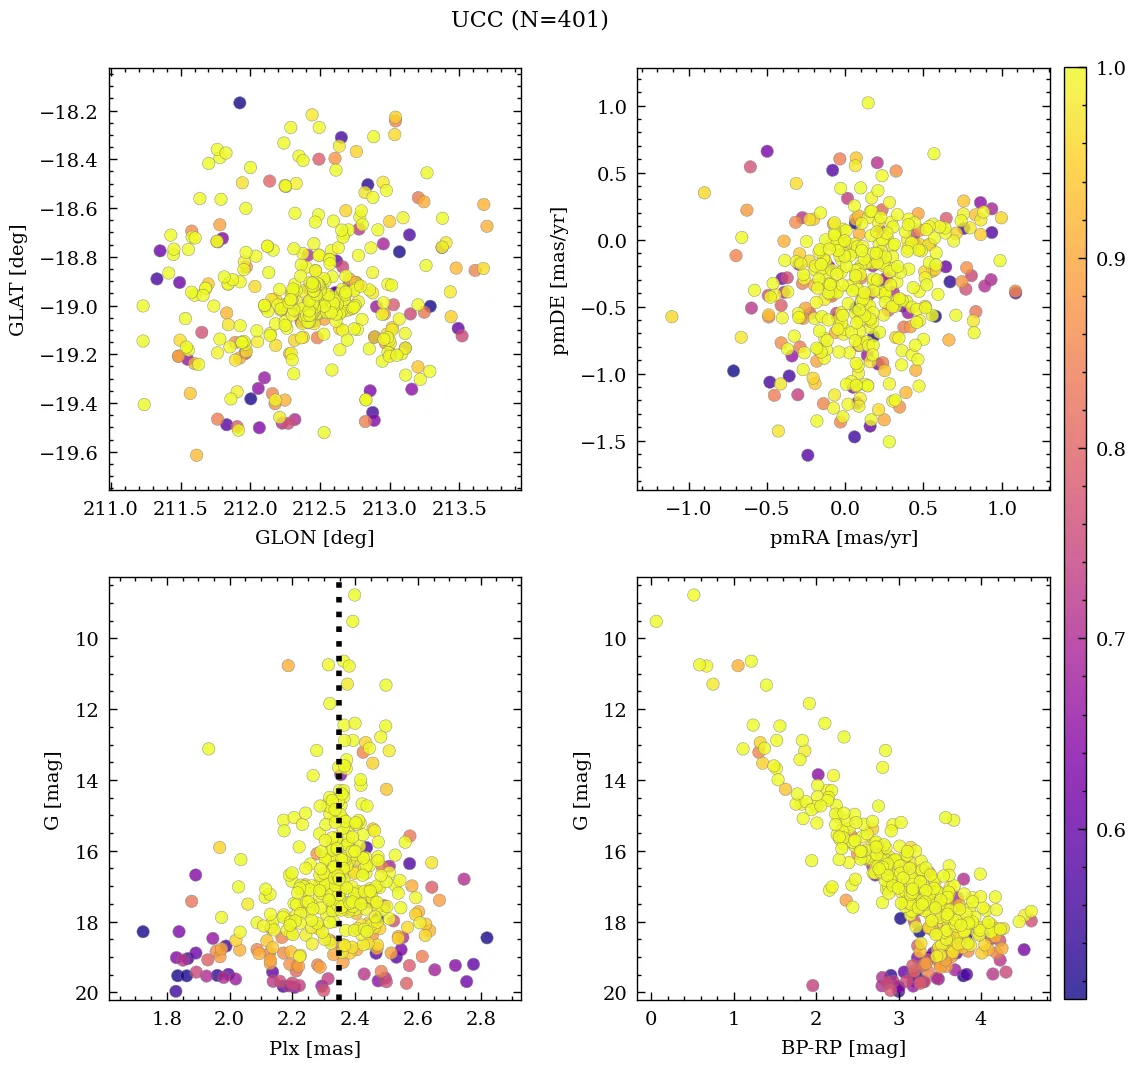 UCC (N=401)
−18.2
−18.4
−18.6
−18.8
−19.0
−19.2
−19.4
−19.6
GLAT [deg]
211.0 211.5 212.0 212.5 213.0 213.5
GLON [deg]
1.0
0.5
0.0
−0.5
−1.0
−1.5
pmDE [mas/yr]
−1.0 −0.5 0.0 0.5 1.0
pmRA [mas/yr]
10
12
14
16
18
20
G [mag]
1.8 2.0 2.2 2.4 2.6 2.8
Plx [mas]
10
12
14
16
18
20
G [mag]
0 1 2 3 4
BP-RP [mag]
1.0
0.9
0.8
0.7
0.6